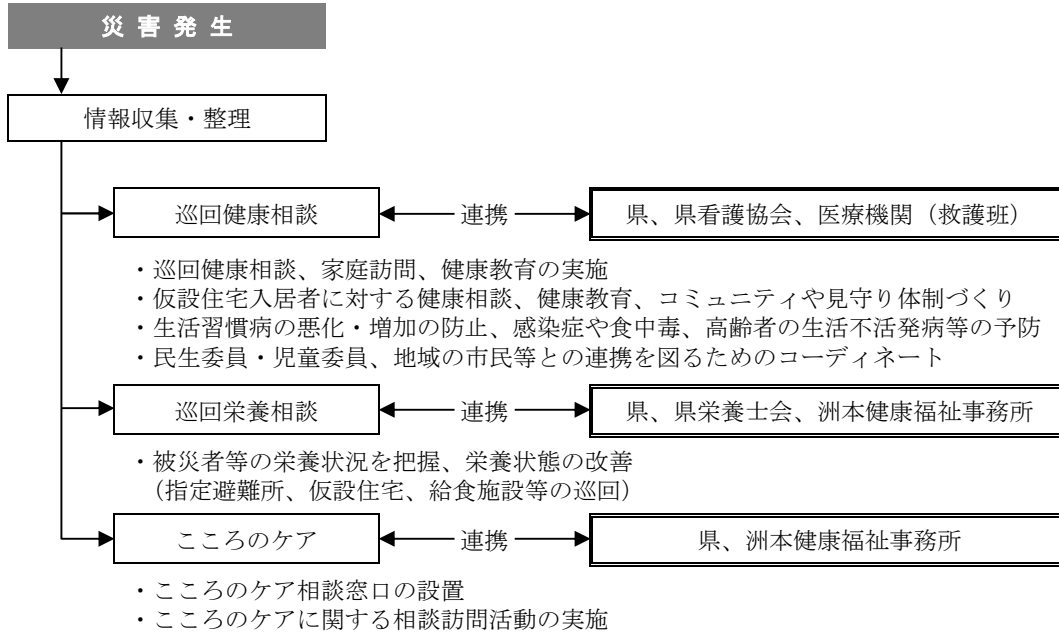 災害発生
情報収集・整理
巡回健康相談
連携
県、県看護協会、医療機関（救護班）
・巡回健康相談、家庭訪問、健康教育の実施
・仮設住宅入居者に対する健康相談、健康教育、コミュニティや見守り体制づくり
・生活習慣病の悪化・増加の防止、感染症や食中毒、高齢者の生活不活発病等の予防
・民生委員・児童委員、地域の市民等との連携を図るためのコーディネート
巡回栄養相談
連携
県、県栄養士会、洲本健康福祉事務所
・被災者等の栄養状況を把握、栄養状態の改善
（指定避難所、仮設住宅、給食施設等の巡回）
こころのケア
連携
県、洲本健康福祉事務所
・こころのケア相談窓口の設置
・こころのケアに関する相談訪問活動の実施